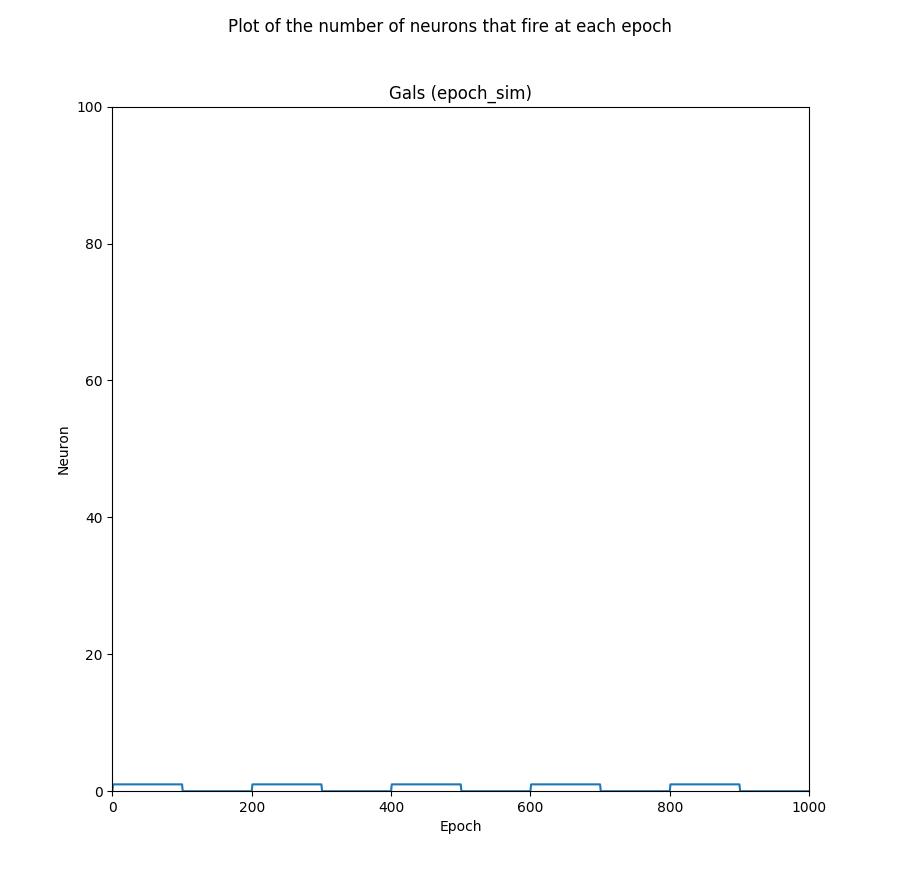 Plot of the number of neurons that fire at each epoch
Gals (epoch_sim)
100
80
60
40
20
0
Neuron
0 200 400 600 800 1000
Epoch